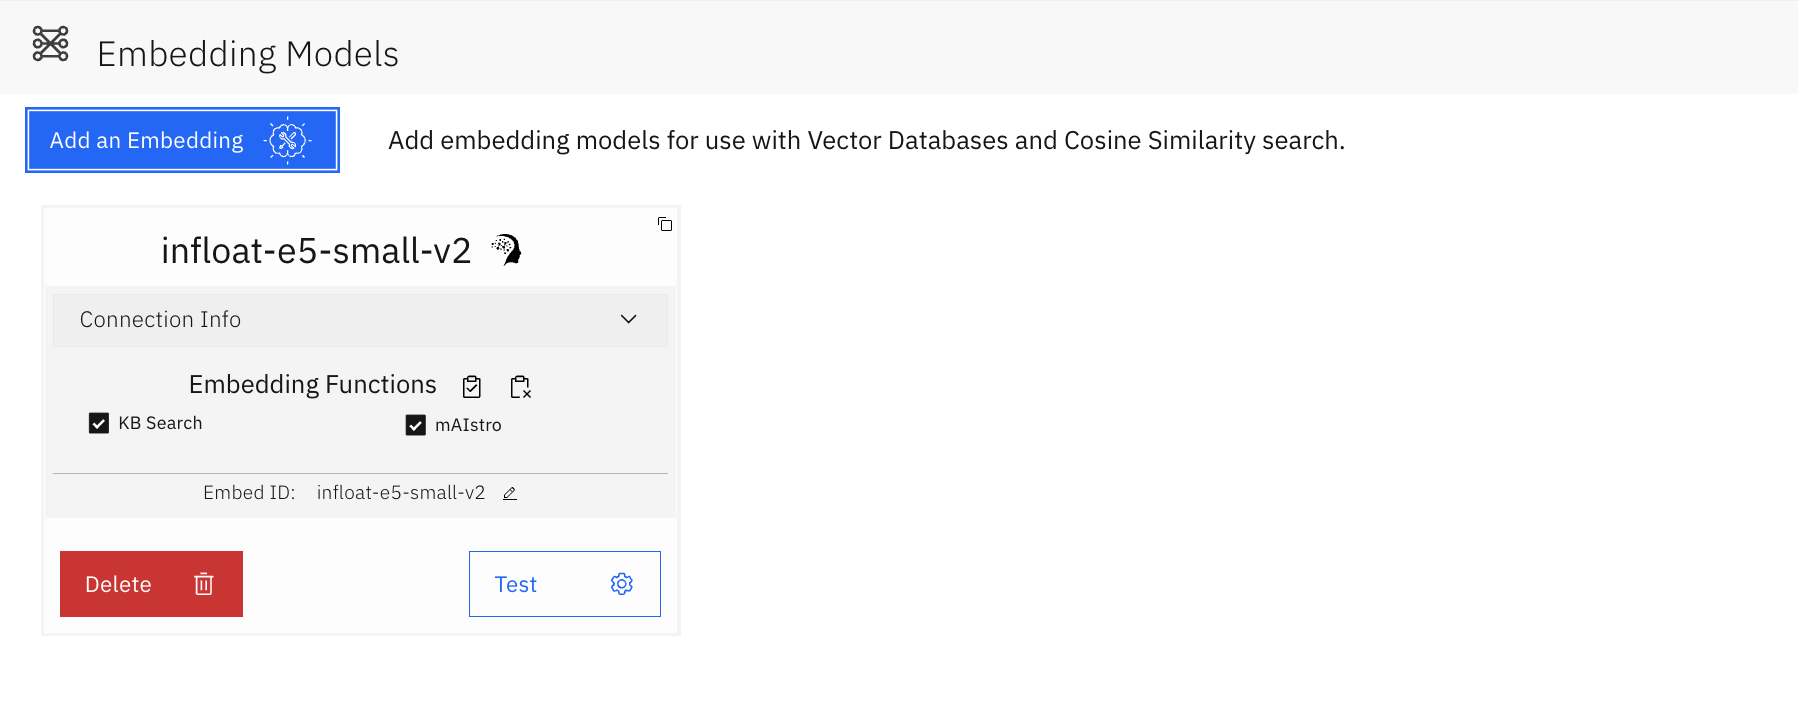 Embedding Models
Add an Embedding
Add embedding models for use with Vector Databases and Cosine Similarity search.
infloat-e5-small-v2
Connection Info
Embedding Functions
KB Search mAIstro
Embed ID: infloat-e5-small-v2
Delete Test